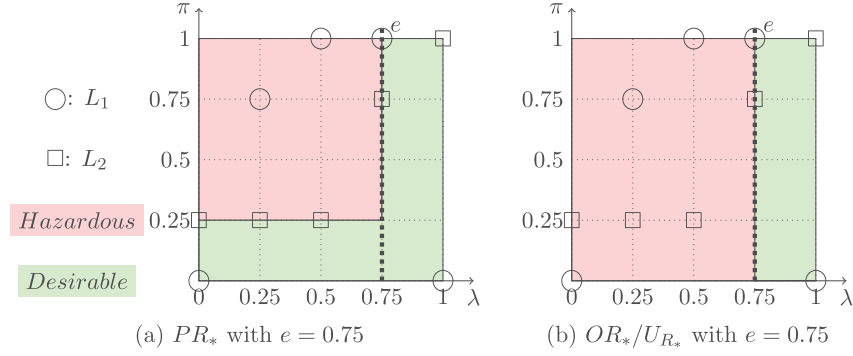 π
π
e
e
1
1
0.75
0.75
: L₁
0.5
0.5
: L₂
Hazardous
0.25
0.25
Desirable
0
0.25
0.5
0.75
1
λ
0
0.25
0.5
0.75
1
λ
(a) PR* with e = 0.75
(b) OR*/U_{R*} with e = 0.75